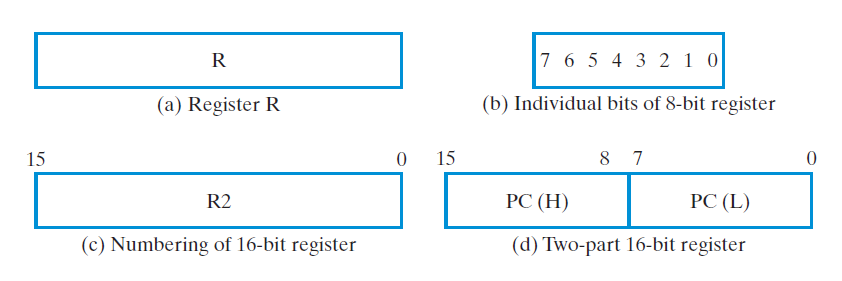 R
7 6 5 4 3 2 1 0
(a) Register R
(b) Individual bits of 8-bit register
15 0
15 8 7 0
R2
PC (H) PC (L)
(c) Numbering of 16-bit register
(d) Two-part 16-bit register